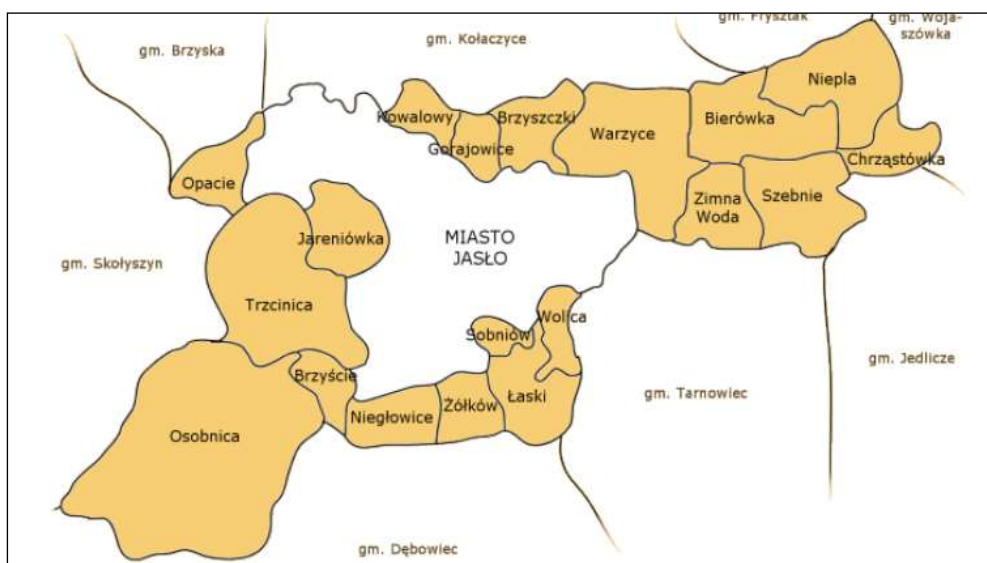 gm. Frysztak
gm. Woja-
szówka
gm. Brzyska
gm. Kołaczyce
Niepla
Kowalowy
Brzyszczki
Bierówka
Warzyce
Gorajowice
Chrząstówka
Opacie
Zimna
Woda
Szebnie
Jareniówka
MIASTO
JASŁO
gm. Skołyszyn
Trzcinica
Wolica
Sobniów
gm. Jedlicze
Brzyście
gm. Tarnowiec
Łaski
Żółków
Niegłowice
Osobnica
gm. Dębowiec